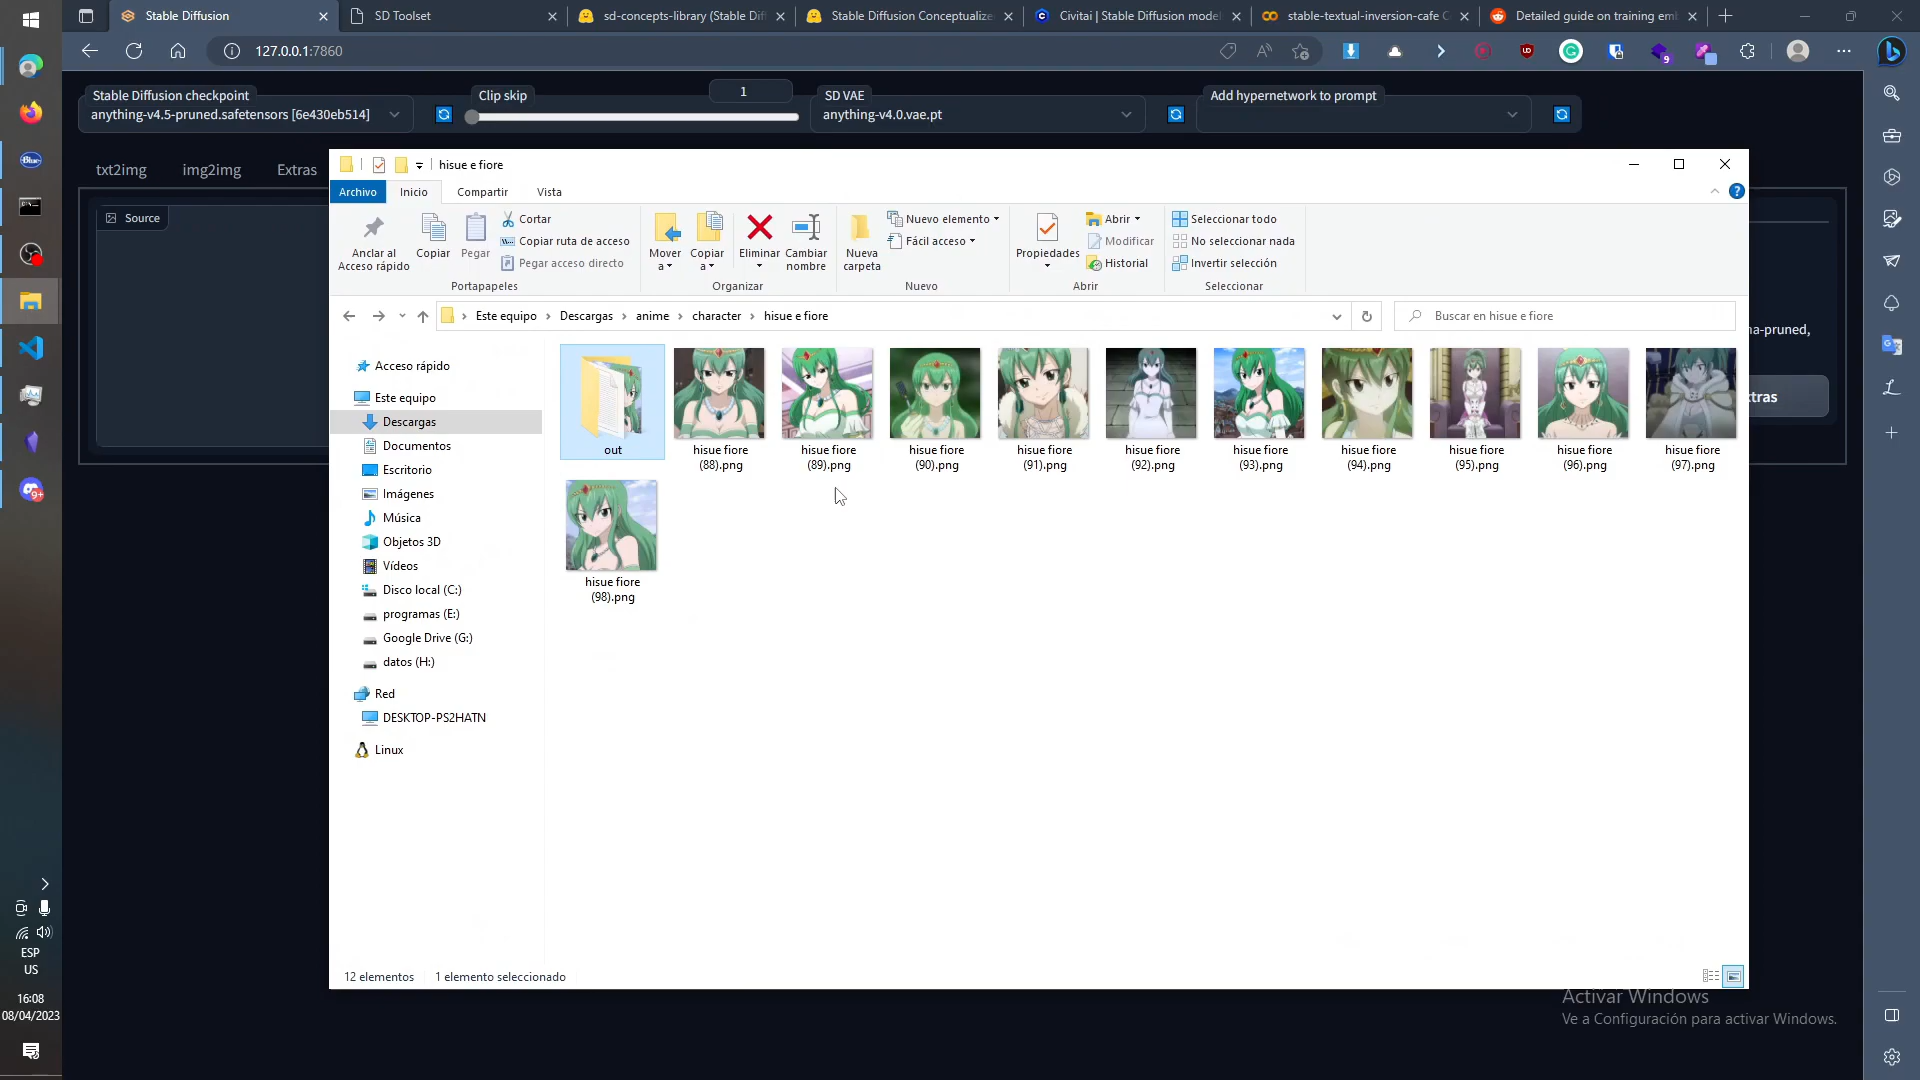 Stable Diffusion
SD Toolset
sd-concepts-library (Stable Dif
Stable Diffusion Conceptualize
Civitai | Stable Diffusion model
stable-textual-inversion-cafe C
Detailed guide on training em
127.0.0.1:7860
Stable Diffusion checkpoint
anything-v4.5-pruned.safetensors [6e430eb514]
Clip skip
1
SD VAE
anything-v4.0.vae.pt
Add hypernetwork to prompt
txt2img
img2img
Extras
Source
na-pruned,
xtras
hisue e fiore
Archivo
Inicio
Compartir
Vista
Anclar al
Acceso rápido
Copiar
Pegar
Cortar
Copiar ruta de acceso
Pegar acceso directo
Portapapeles
Mover
a
Copiar
a
Eliminar
Cambiar
nombre
Organizar
Nueva
carpeta
Nuevo elemento
Fácil acceso
Nuevo
Propiedades
Abrir
Modificar
Historial
Abrir
Seleccionar todo
No seleccionar nada
Invertir selección
Seleccionar
Este equipo
Descargas
anime
character
hisue e fiore
Buscar en hisue e fiore
Acceso rápido
Este equipo
Descargas
Documentos
Escritorio
Imágenes
Música
Objetos 3D
Vídeos
Disco local (C:)
programas (E:)
Google Drive (G:)
datos (H:)
Red
DESKTOP-PS2HATN
Linux
out
hisue fiore
(88).png
hisue fiore
(89).png
hisue fiore
(90).png
hisue fiore
(91).png
hisue fiore
(92).png
hisue fiore
(93).png
hisue fiore
(94).png
hisue fiore
(95).png
hisue fiore
(96).png
hisue fiore
(97).png
hisue fiore
(98).png
12 elementos
1 elemento seleccionado
Activar Windows
Ve a Configuración para activar Windows.
Blue
UD
9
9+
ESP
US
16:08
08/04/2023